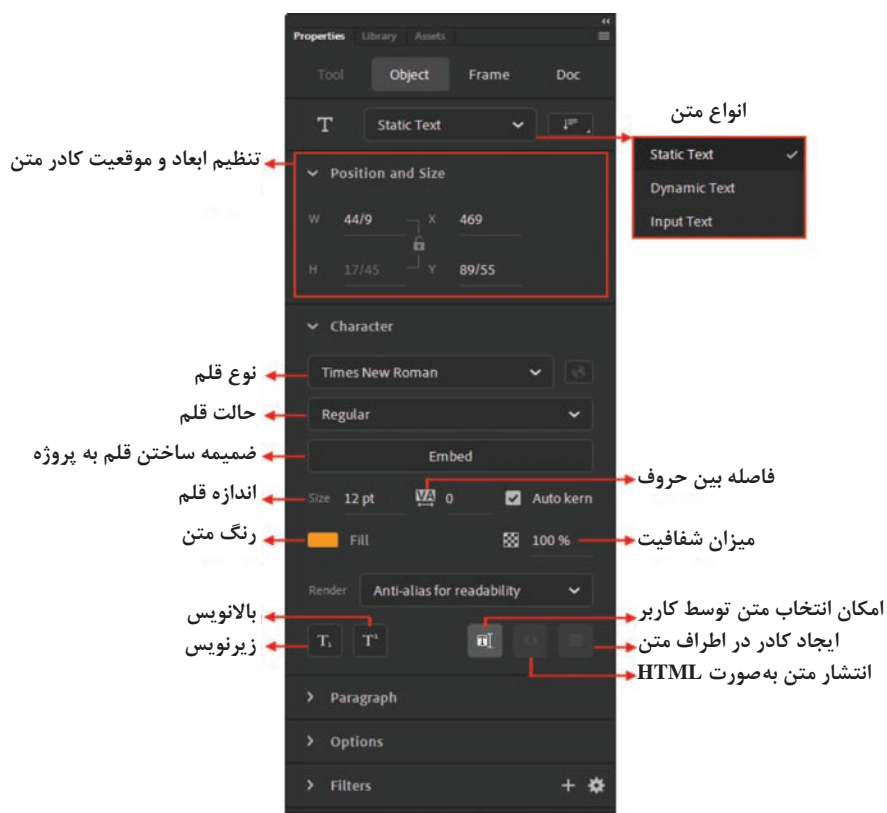 Properties Library Assets
Tool Object Frame Doc
انواع متن
T Static Text
Static Text
Dynamic Text
Input Text
تنظیم ابعاد و موقعیت کادر متن
Position and Size
W 44/9 X 469
H 17/45 Y 89/55
Character
نوع قلم
Times New Roman
حالت قلم
Regular
ضمیمه ساختن قلم به پروژه
Embed
فاصله بین حروف
اندازه قلم
Size 12 pt VA 0 Auto kern
رنگ متن
Fill 100 %
میزان شفافیت
Render Anti-alias for readability
بالانویس
زیرنویس
T₁ T¹ T
امکان انتخاب متن توسط کاربر
ایجاد کادر در اطراف متن
انتشار متن به‌صورت HTML
Paragraph
Options
Filters